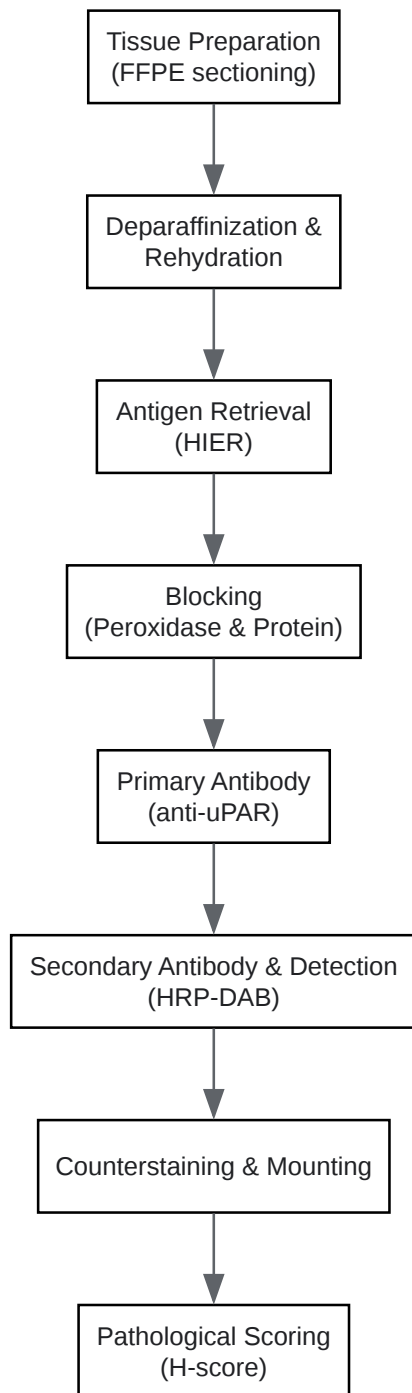 Tissue Preparation
(FFPE sectioning)
Deparaffinization &
Rehydration
Antigen Retrieval
(HIER)
Blocking
(Peroxidase & Protein)
Primary Antibody
(anti-uPAR)
Secondary Antibody & Detection
(HRP-DAB)
Counterstaining & Mounting
Pathological Scoring
(H-score)